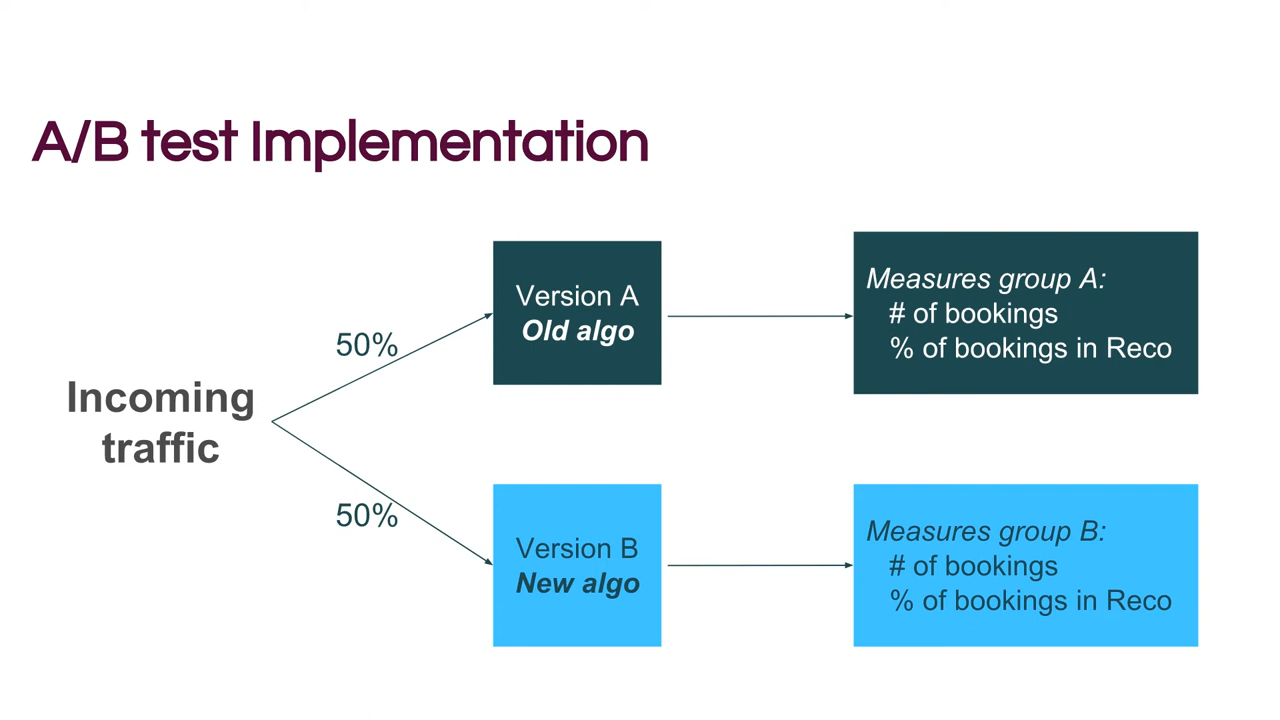 A/B test Implementation
Incoming
traffic
50%
50%
Version A
Old algo
Measures group A:
# of bookings
% of bookings in Reco
Version B
New algo
Measures group B:
# of bookings
% of bookings in Reco